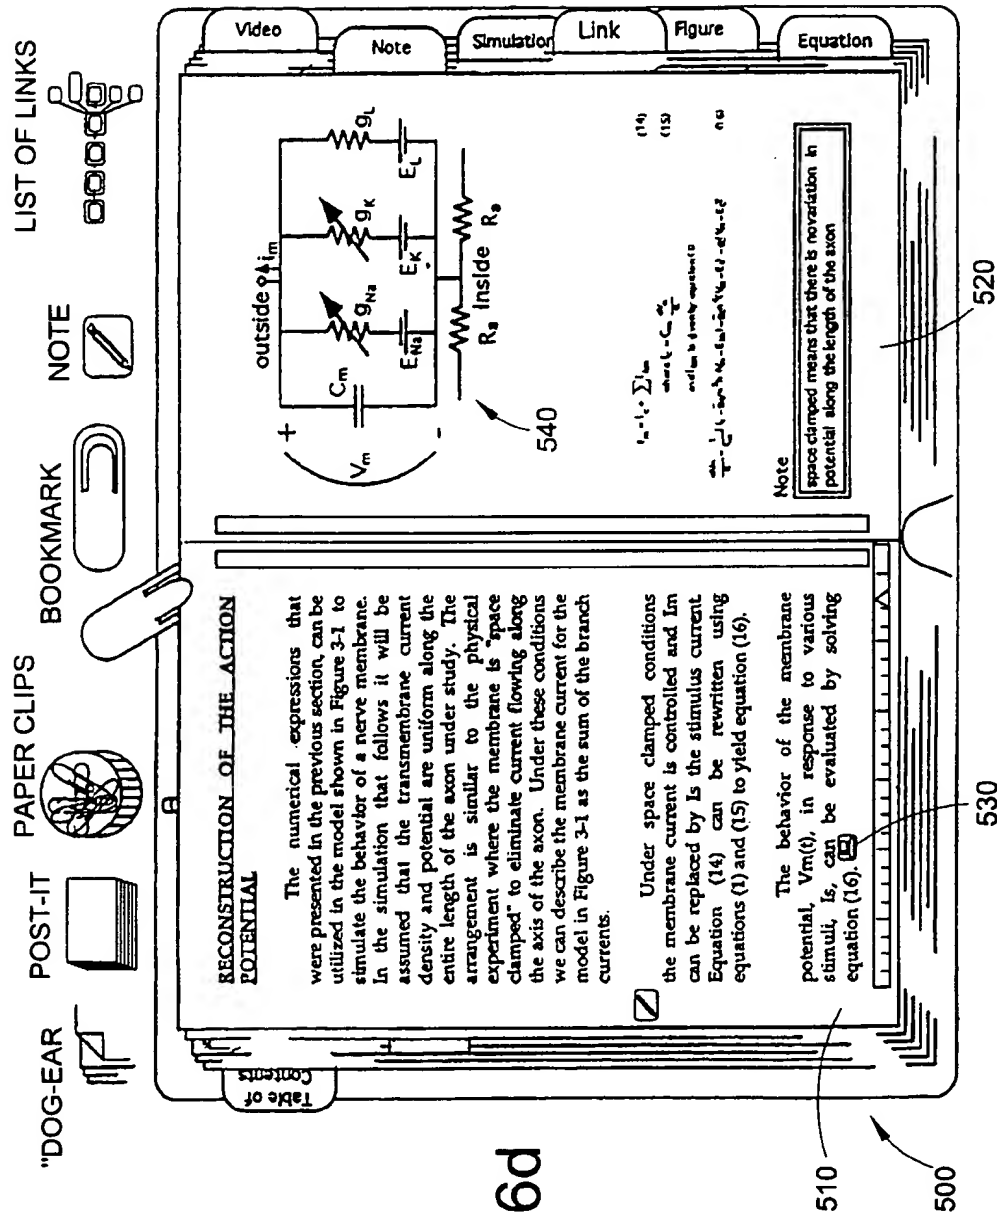 "DOG-EAR
POST-IT
PAPER CLIPS
BOOKMARK
NOTE
LIST OF LINKS
Table of
Contents
RECONSTRUCTION OF THE ACTION
POTENTIAL
The numerical expressions that
were presented in the previous section, can be
utilized in the model shown in Figure 3-1 to
simulate the behavior of a nerve membrane.
In the simulation that follows it will be
assumed that the transmembrane current
density and potential are uniform along the
entire length of the axon under study. The
arrangement is similar to the physical
experiment where the membrane is "space
clamped" to eliminate current flowing along
the axis of the axon. Under these conditions
we can describe the membrane current for the
model in Figure 3-1 as the sum of the branch
currents.
Under space clamped conditions
the membrane current is controlled and Im
can be replaced by Is the stimulus current
Equation (14) can be rewritten using
equations (1) and (15) to yield equation (16).
The behavior of the membrane
potential, Vm(t), in response to various
stimuli, Is, can be evaluated by solving
equation (16).
outside im
+
Vm
-
Cm
gNa
gK
gL
ENa
EK
EL
Ra Inside Ra
540
(14)
(15)
(16)
Note
space clamped means that there is novariation in
potential along the length of the axon
Video
Note
Simulation
Link
Figure
Equation
510
500
530
520
6d